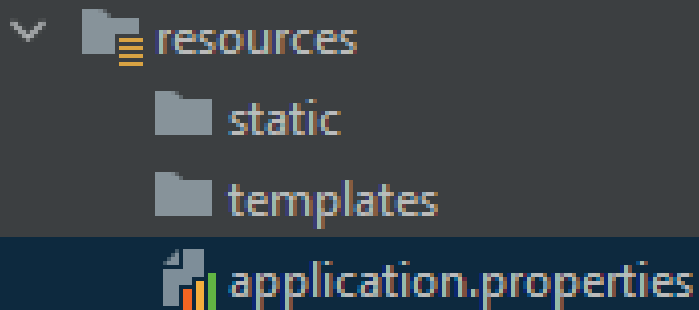 resources
static
templates
application.properties